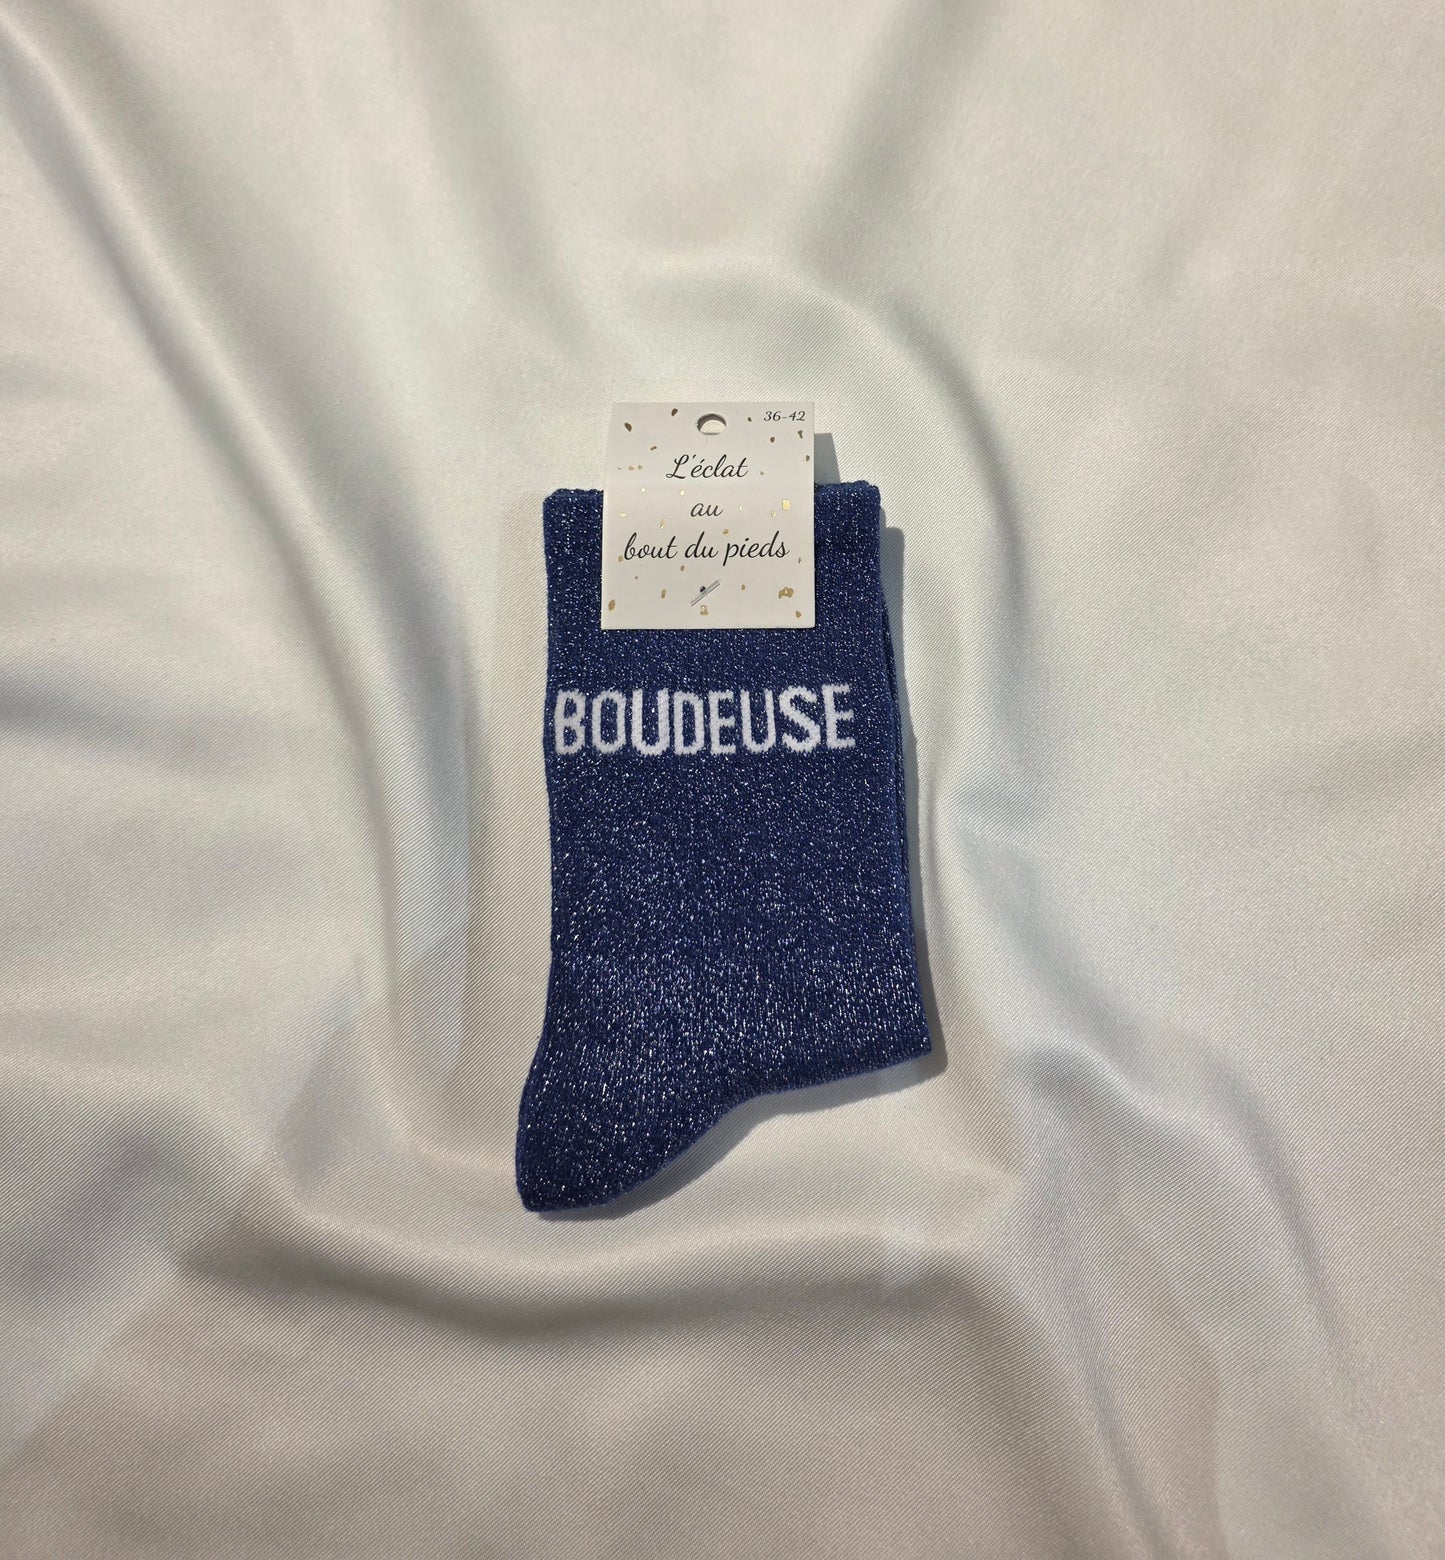 36-42
L'éclat
au
bout du pieds
BOUDEUSE